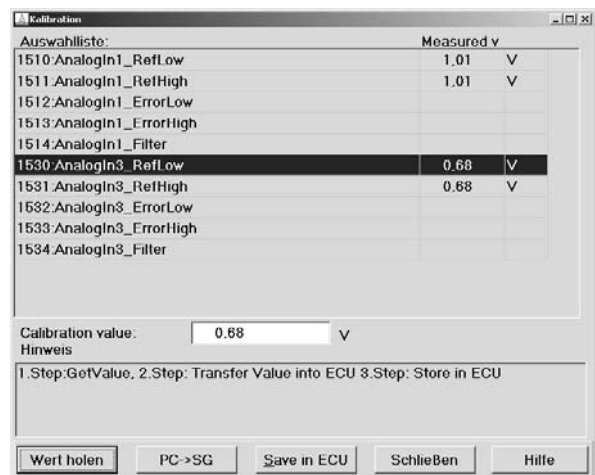 Kalibration
Auswahlliste: Measured v
1510:AnalogIn1_RefLow 1,01 V
1511:AnalogIn1_RefHigh 1,01 V
1512:AnalogIn1_ErrorLow
1513:AnalogIn1_ErrorHigh
1514:AnalogIn1_Filter
1530:AnalogIn3_RefLow 0,68 V
1531:AnalogIn3_RefHigh 0,68 V
1532:AnalogIn3_ErrorLow
1533:AnalogIn3_ErrorHigh
1534:AnalogIn3_Filter
Calibration value: 0,68 V
Hinweis
1.Step:GetValue, 2.Step: Transfer Value into ECU 3.Step: Store in ECU
Wert holen PC->SG Save in ECU Schließen Hilfe